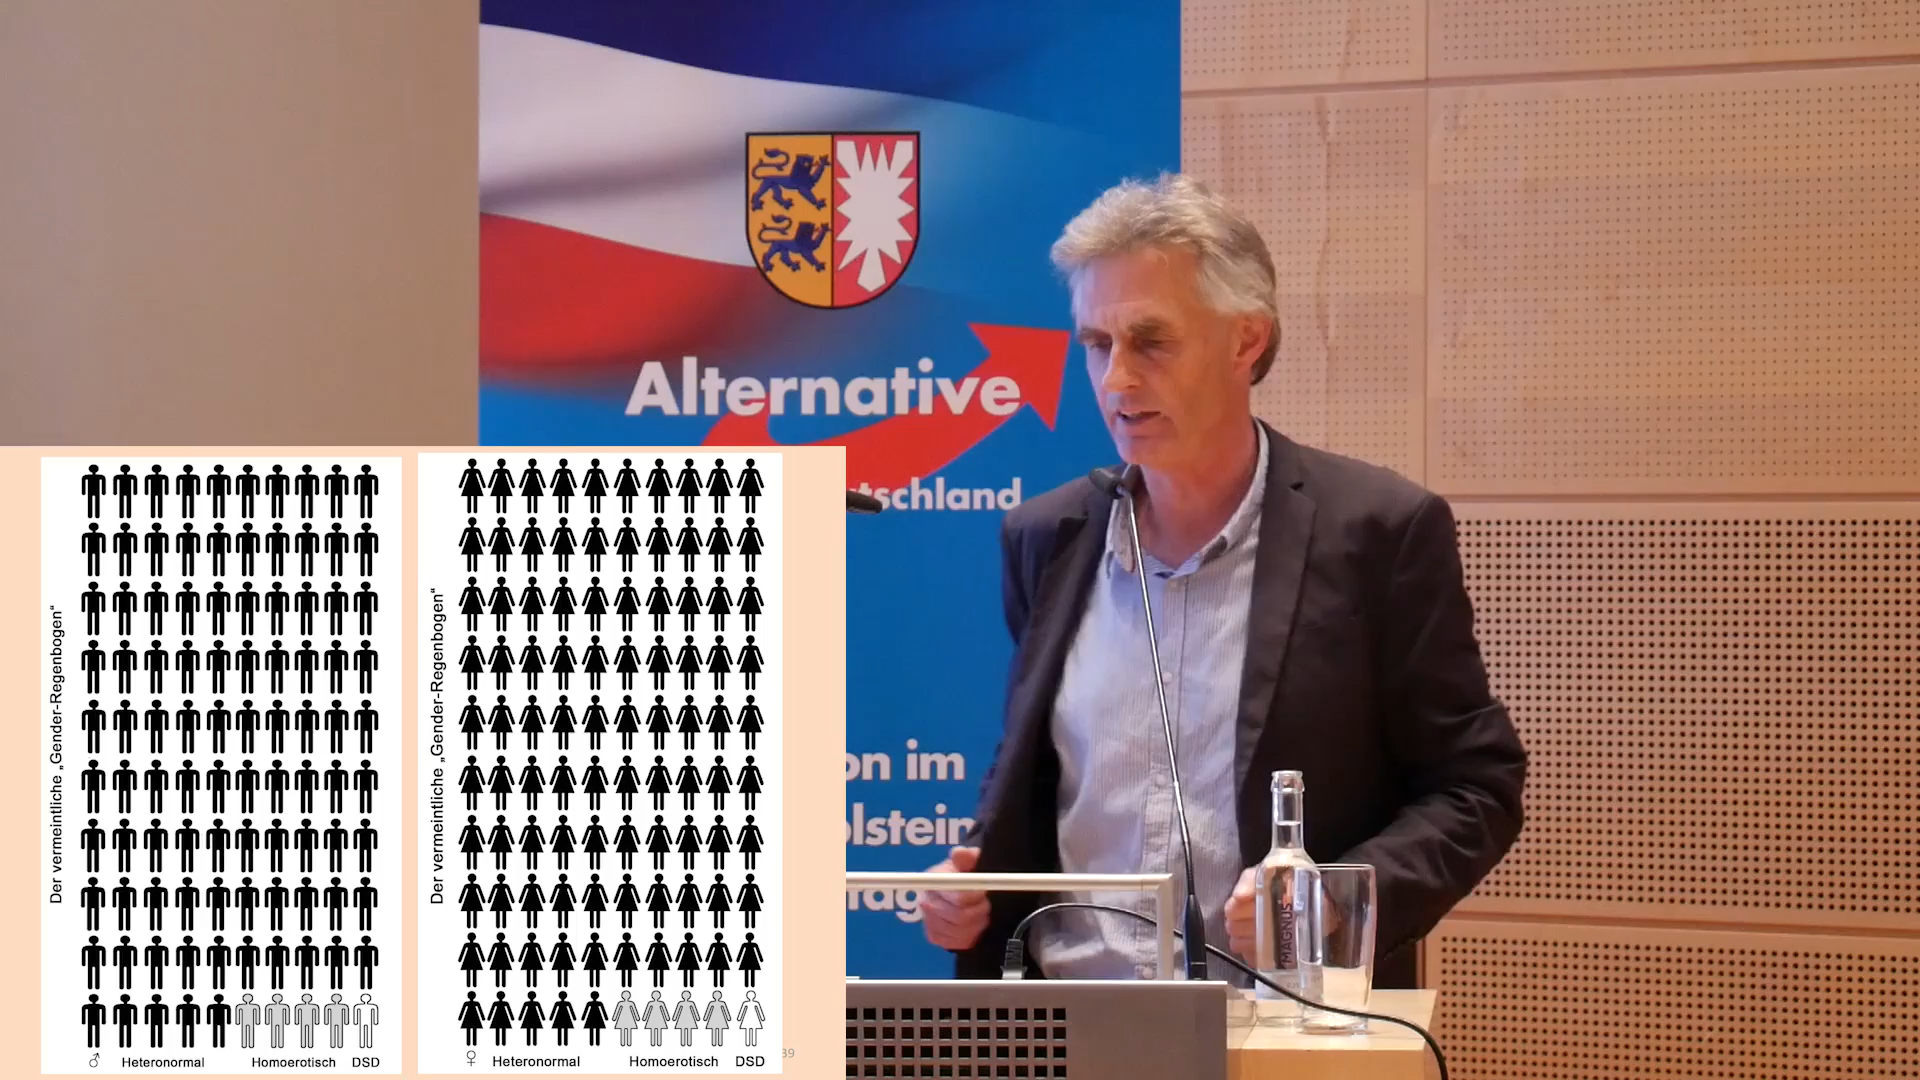 Alternative
tschland
on im
olstein
tag
MAGNUS
Der vermeintliche „Gender-Regenbogen“
♂ Heteronormal Homoerotisch DSD
Der vermeintliche „Gender-Regenbogen“
♀ Heteronormal Homoerotisch DSD
39